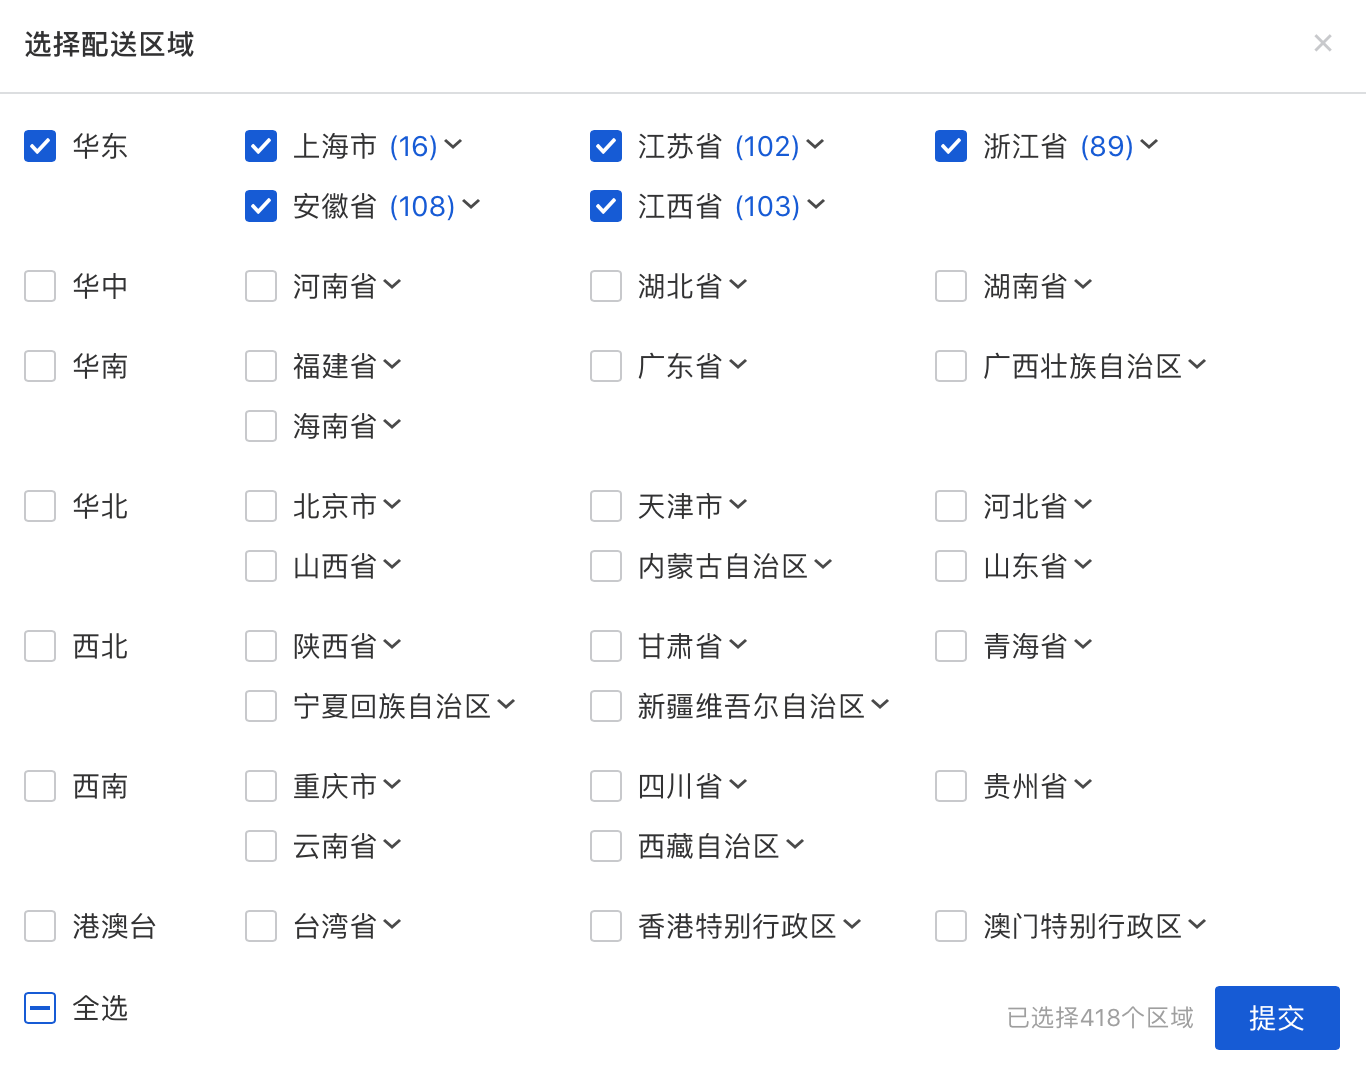 选择配送区域
华东 上海市 (16) 江苏省 (102) 浙江省 (89)
安徽省 (108) 江西省 (103)
华中 河南省 湖北省 湖南省
华南 福建省 广东省 广西壮族自治区
海南省
华北 北京市 天津市 河北省
山西省 内蒙古自治区 山东省
西北 陕西省 甘肃省 青海省
宁夏回族自治区 新疆维吾尔自治区
西南 重庆市 四川省 贵州省
云南省 西藏自治区
港澳台 台湾省 香港特别行政区 澳门特别行政区
全选 已选择418个区域 提交